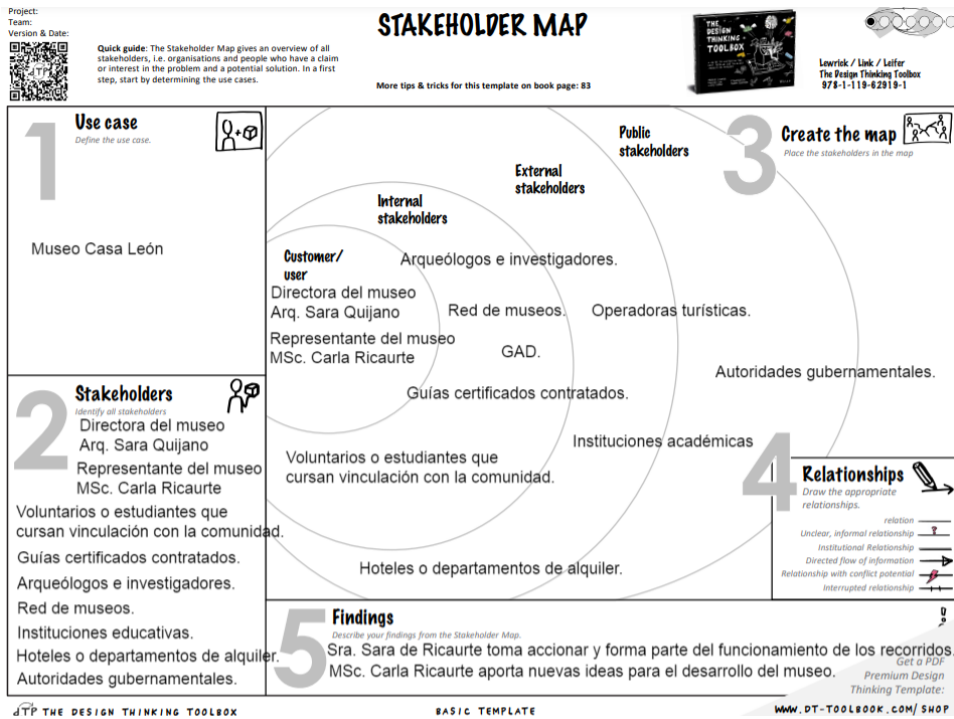 Project:
Team:
Version & Date:
Quick guide: The Stakeholder Map gives an overview of all
stakeholders, i.e. organisations and people who have a claim
or interest in the problem and a potential solution. In a first
step, start by determining the use cases.
STAKEHOLDER MAP
More tips & tricks for this template on book page: 83
THE
DESIGN
THINKING
TOOLBOX
Lewrick / Link / Leifer
The Design Thinking Toolbox
978-1-119-62919-1
1
Use case
Define the use case.
Museo Casa León
2
Stakeholders
Identify all stakeholders
Directora del museo
Arq. Sara Quijano
Representante del museo
MSc. Carla Ricaurte
Voluntarios o estudiantes que
cursan vinculación con la comunidad.
Guías certificados contratados.
Arqueólogos e investigadores.
Red de museos.
Instituciones educativas.
Hoteles o departamentos de alquiler.
Autoridades gubernamentales.
3
Create the map
Place the stakeholders in the map
Public
stakeholders
External
stakeholders
Internal
stakeholders
Customer/
user
Arqueólogos e investigadores.
Directora del museo
Arq. Sara Quijano
Red de museos.
Operadoras turísticas.
Representante del museo
MSc. Carla Ricaurte
GAD.
Autoridades gubernamentales.
Guías certificados contratados.
Instituciones académicas
Voluntarios o estudiantes que
cursan vinculación con la comunidad.
Hoteles o departamentos de alquiler.
4
Relationships
Draw the appropriate
relationships.
relation
Unclear, informal relationship
Institutional Relationship
Directed flow of information
Relationship with conflict potential
Interrupted relationship
5
Findings
Describe your findings from the Stakeholder Map.
Sra. Sara de Ricaurte toma accionar y forma parte del funcionamiento de los recorridos.
MSc. Carla Ricaurte aporta nuevas ideas para el desarrollo del museo.
Get a PDF
Premium Design
Thinking Template:
dTP THE DESIGN THINKING TOOLBOX
BASIC TEMPLATE
WWW.DT-TOOLBOOK.COM/SHOP